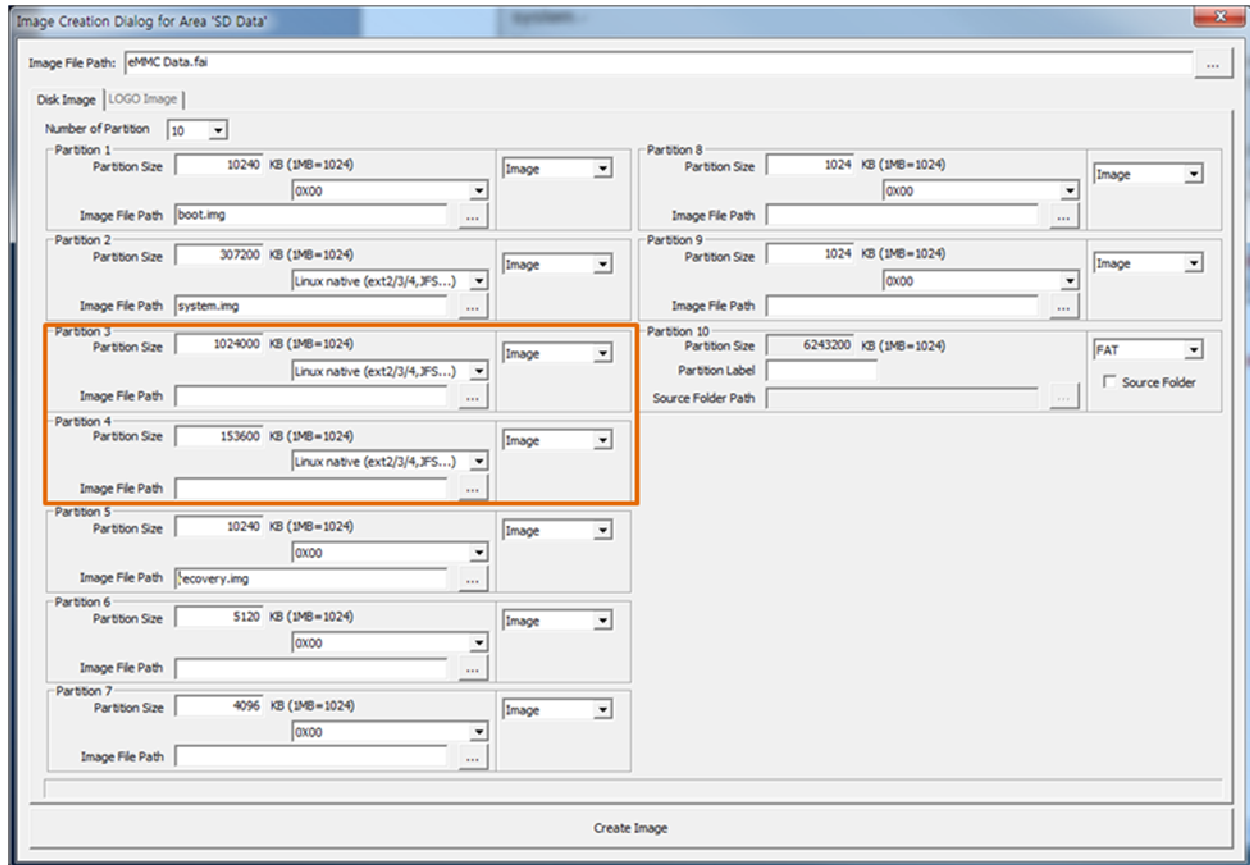 Image Creation Dialog for Area 'SD Data'
Image File Path: eMMC Data.fai ...
Disk Image LOGO Image
Number of Partition 10
Partition 1
Partition Size 10240 KB (1MB=1024) Image
0X00
Image File Path boot.img ...
Partition 2
Partition Size 307200 KB (1MB=1024) Image
Linux native (ext2/3/4,JFS...)
Image File Path system.img ...
Partition 3
Partition Size 1024000 KB (1MB=1024) Image
Linux native (ext2/3/4,JFS...)
Image File Path ...
Partition 4
Partition Size 153600 KB (1MB=1024) Image
Linux native (ext2/3/4,JFS...)
Image File Path ...
Partition 5
Partition Size 10240 KB (1MB=1024) Image
0X00
Image File Path recovery.img ...
Partition 6
Partition Size 5120 KB (1MB=1024) Image
0X00
Image File Path ...
Partition 7
Partition Size 4096 KB (1MB=1024) Image
0X00
Image File Path ...
Partition 8
Partition Size 1024 KB (1MB=1024) Image
0X00
Image File Path ...
Partition 9
Partition Size 1024 KB (1MB=1024) Image
0X00
Image File Path ...
Partition 10
Partition Size 6243200 KB (1MB=1024) FAT
Partition Label
Source Folder
Source Folder Path ...
Create Image